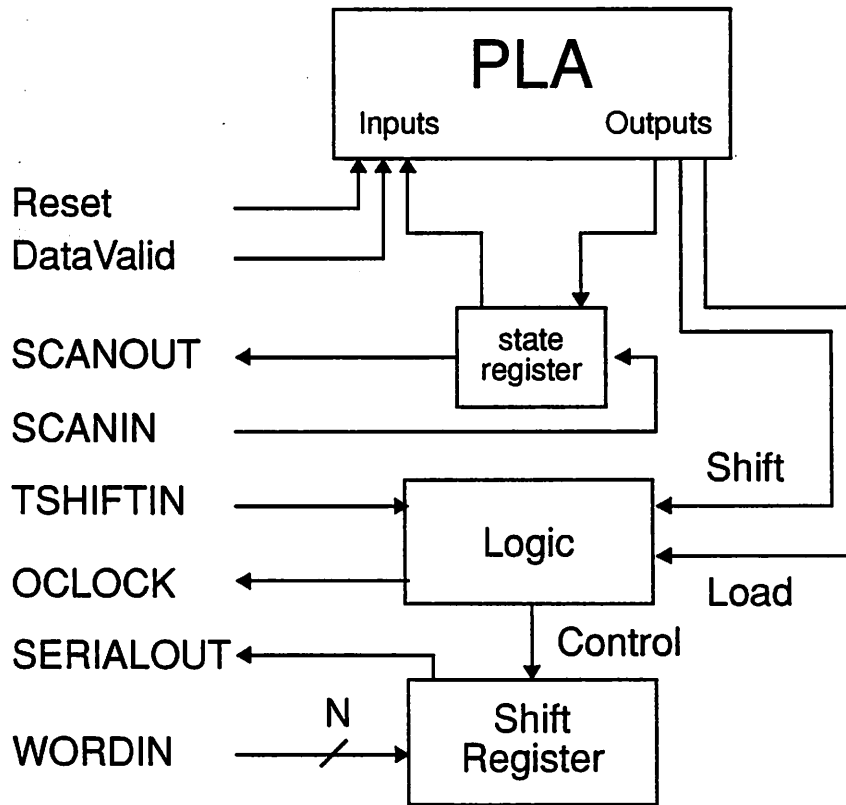 PLA
Inputs
Outputs
Reset
DataValid
SCANOUT
state
register
SCANIN
Shift
TSHIFTIN
Logic
OCLOCK
Load
Control
SERIALOUT
N
Shift
Register
WORDIN